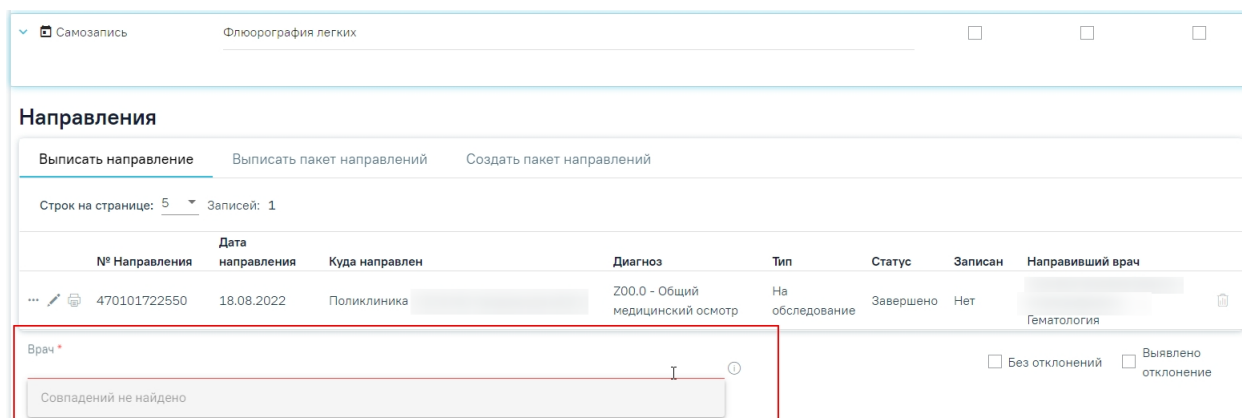 Самозапись Флюорография легких
Направления
Выписать направление Выписать пакет направлений Создать пакет направлений
Строк на странице: 5 Записей: 1
№ Направления Дата направления Куда направлен Диагноз Тип Статус Записан Направивший врач
470101722550 18.08.2022 Поликлиника Z00.0 - Общий медицинский осмотр На обследование Завершено Нет Гематология
Врач *
Без отклонений Выявлено отклонение
Совпадений не найдено